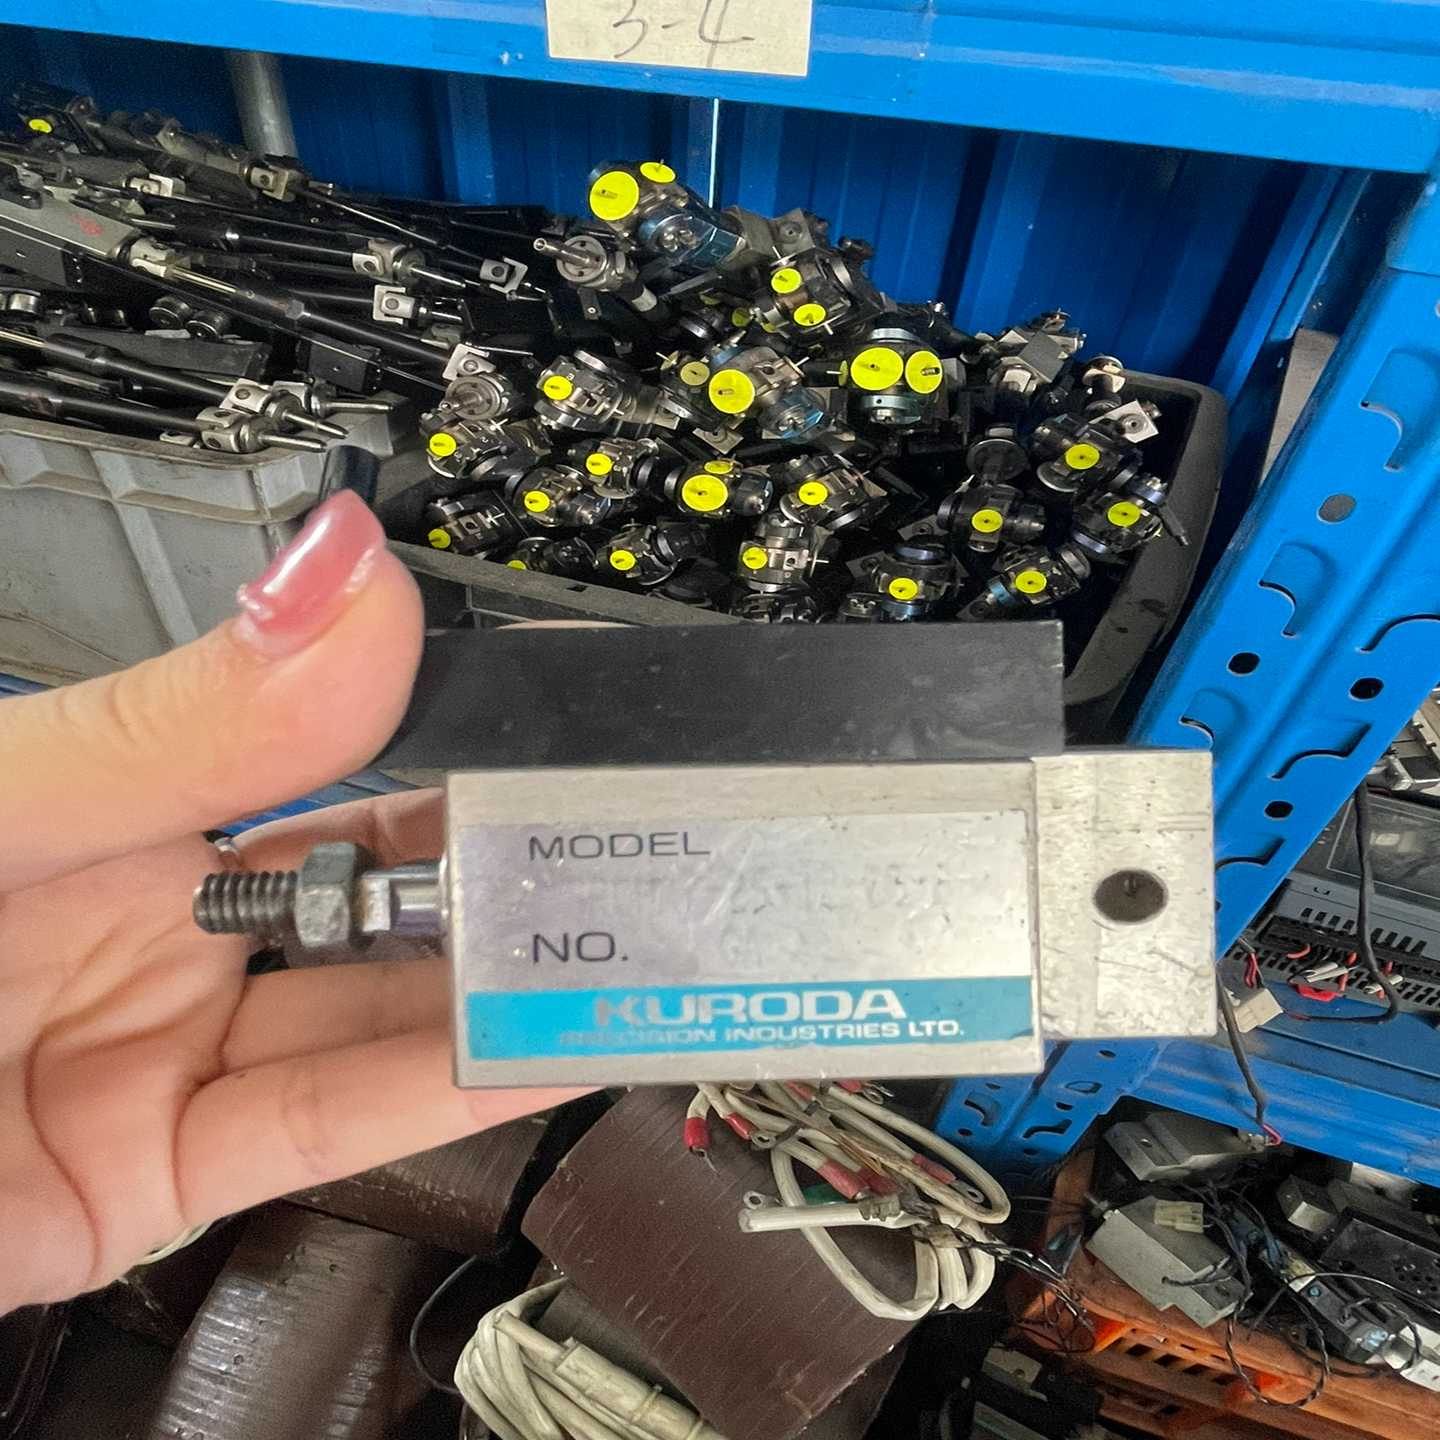 3-4
MODEL
NO.
KURODA
PRECISION INDUSTRIES LTD.